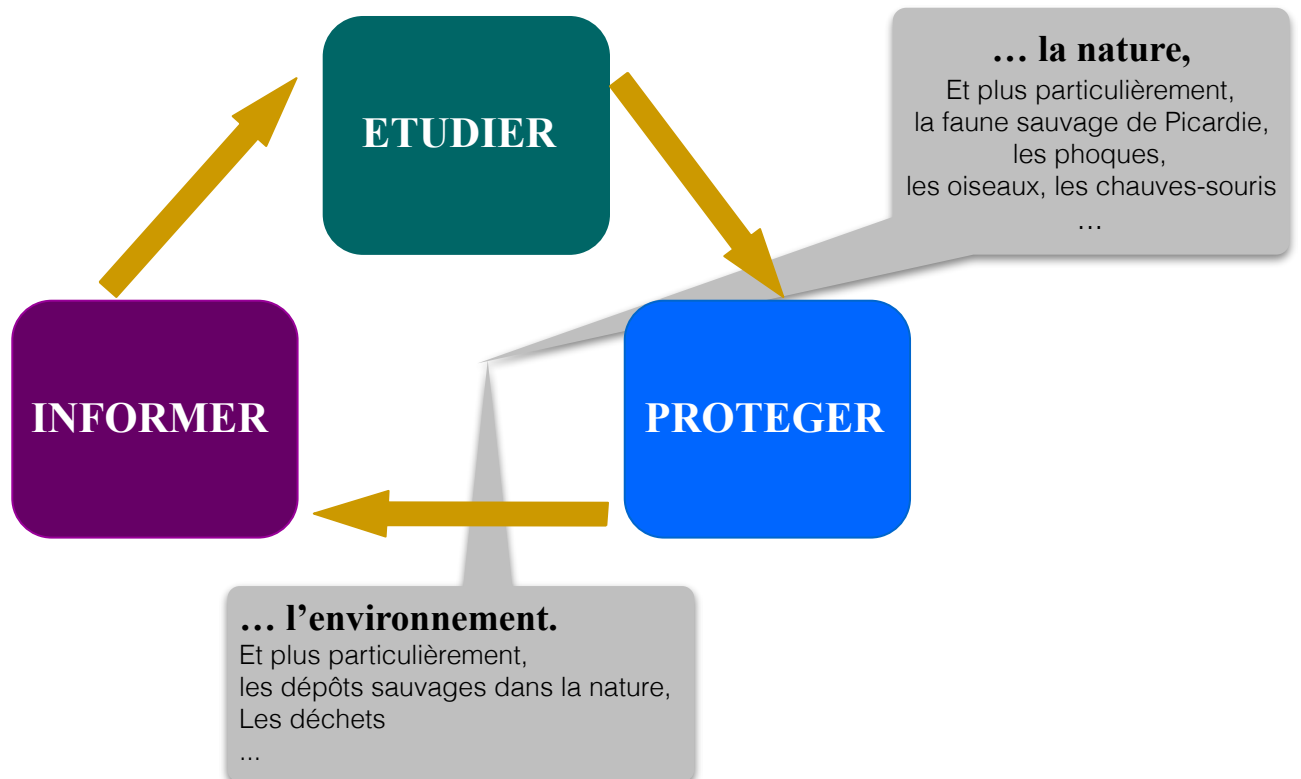 ETUDIER
… la nature,
Et plus particulièrement,
la faune sauvage de Picardie,
les phoques,
les oiseaux, les chauves-souris
…
INFORMER
PROTEGER
… l’environnement.
Et plus particulièrement,
les dépôts sauvages dans la nature,
Les déchets
...